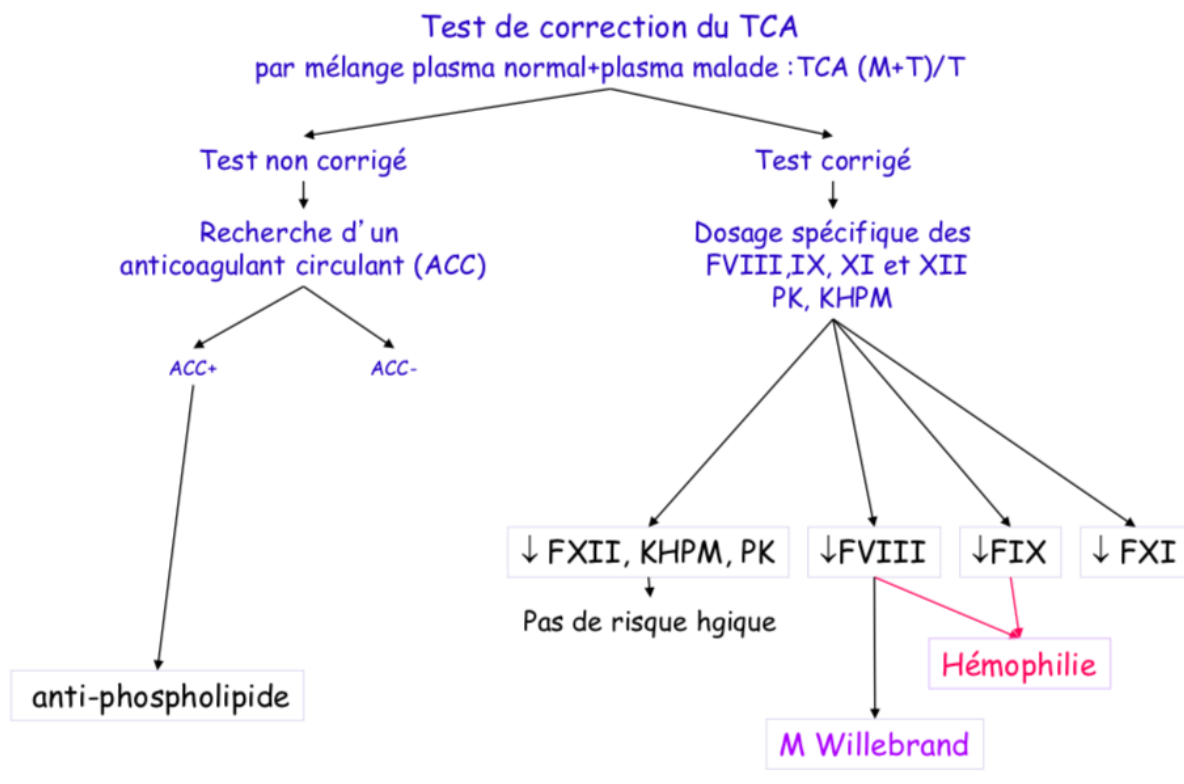 Test de correction du TCA
par mélange plasma normal+plasma malade : TCA (M+T)/T
Test non corrigé
Test corrigé
Recherche d'un
anticoagulant circulant (ACC)
Dosage spécifique des
FVIII,IX, XI et XII
PK, KHPM
ACC+
ACC-
↓ FXII, KHPM, PK
↓FVIII
↓FIX
↓ FXI
Pas de risque hgique
Hémophilie
anti-phospholipide
M Willebrand